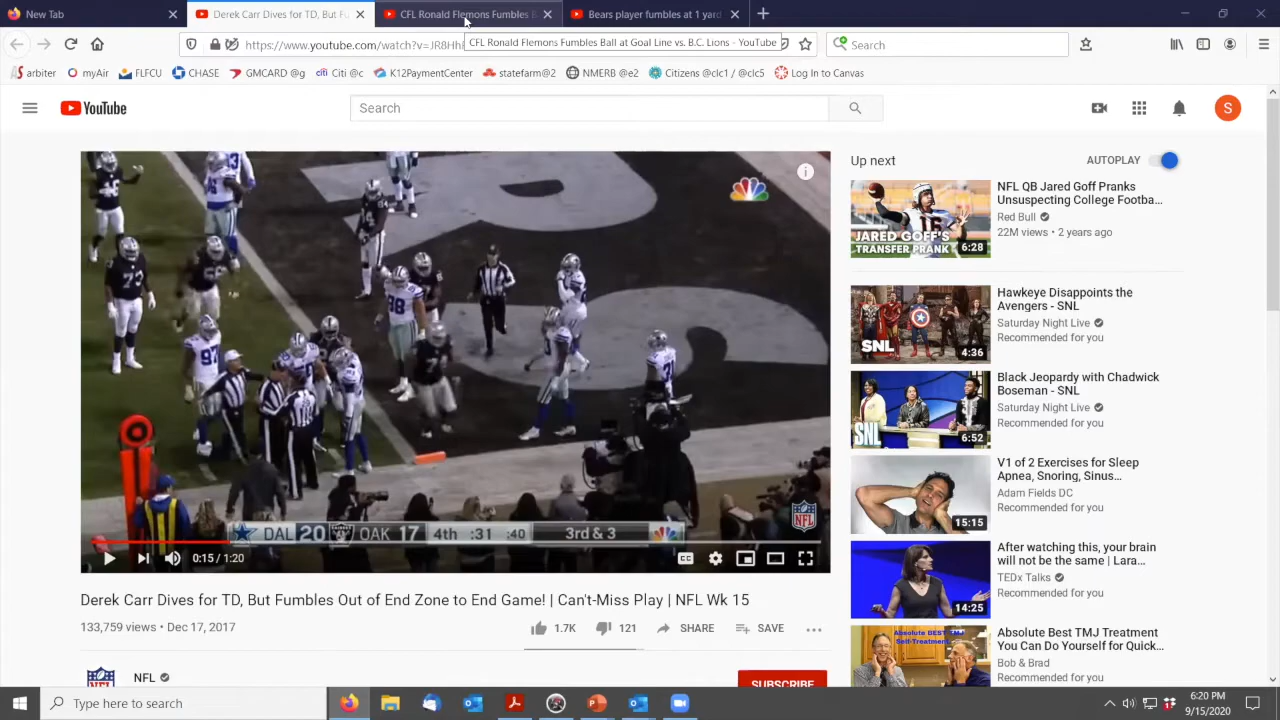 New Tab
Derek Carr Dives for TD, But Fu
CFL Ronald Flemons Fumbles B
Bears player fumbles at 1 yard
https://www.youtube.com/watch?v=JR8Hh
CFL Ronald Flemons Fumbles Ball at Goal Line vs. B.C. Lions - YouTube
Search
arbiter
myAir
FLFCU
CHASE
GMCARD @g
Citi @c
K12PaymentCenter
statefarm@2
NMERB @e2
Citizens @clc1 / @clc5
Log In to Canvas
YouTube
Search
S
NFL
DAL 20 OAK 17 4th :31 :40 3rd & 3
0:15 / 1:20
CC
Derek Carr Dives for TD, But Fumbles Out of End Zone to End Game! | Can't-Miss Play | NFL Wk 15
133,759 views • Dec 17, 2017
1.7K
121
SHARE
SAVE
NFL
NFL
SUBSCRIBE
Up next
AUTOPLAY
JARED GOFF'S
TRANSFER PRANK
6:28
NFL QB Jared Goff Pranks
Unsuspecting College Footba...
Red Bull
22M views • 2 years ago
SNL
4:36
Hawkeye Disappoints the
Avengers - SNL
Saturday Night Live
Recommended for you
SNL
6:52
Black Jeopardy with Chadwick
Boseman - SNL
Saturday Night Live
Recommended for you
15:15
V1 of 2 Exercises for Sleep
Apnea, Snoring, Sinus...
Adam Fields DC
Recommended for you
14:25
After watching this, your brain
will not be the same | Lara...
TEDx Talks
Recommended for you
Absolute BEST TMJ
Self-Treatment
Absolute Best TMJ Treatment
You Can Do Yourself for Quick...
Bob & Brad
Recommended for you
Type here to search
6:20 PM
9/15/2020